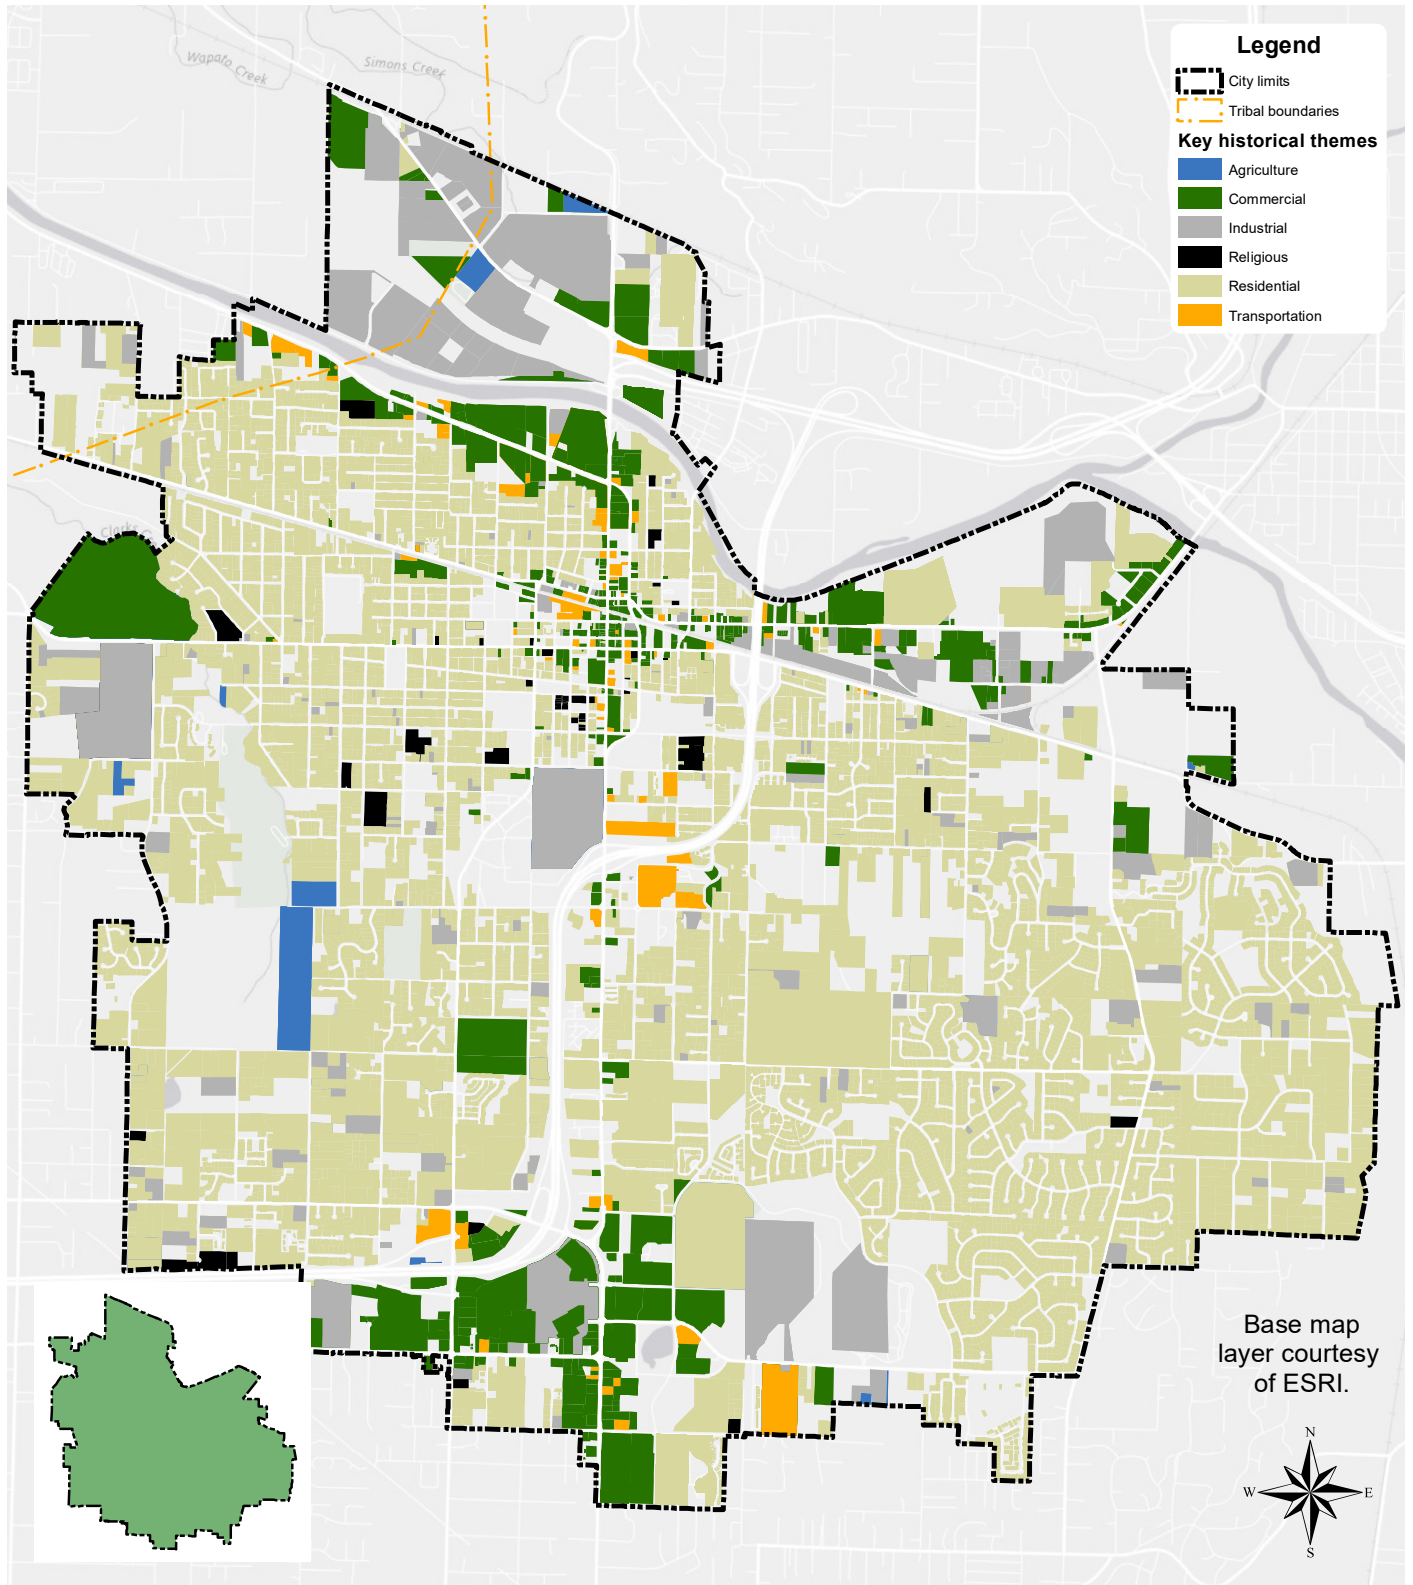 Wapato Creek
Simons Creek
Legend
City limits
Tribal boundaries
Key historical themes
Agriculture
Commercial
Industrial
Religious
Residential
Transportation
Clarks
Base map
layer courtesy
of ESRI.
N
W
E
S